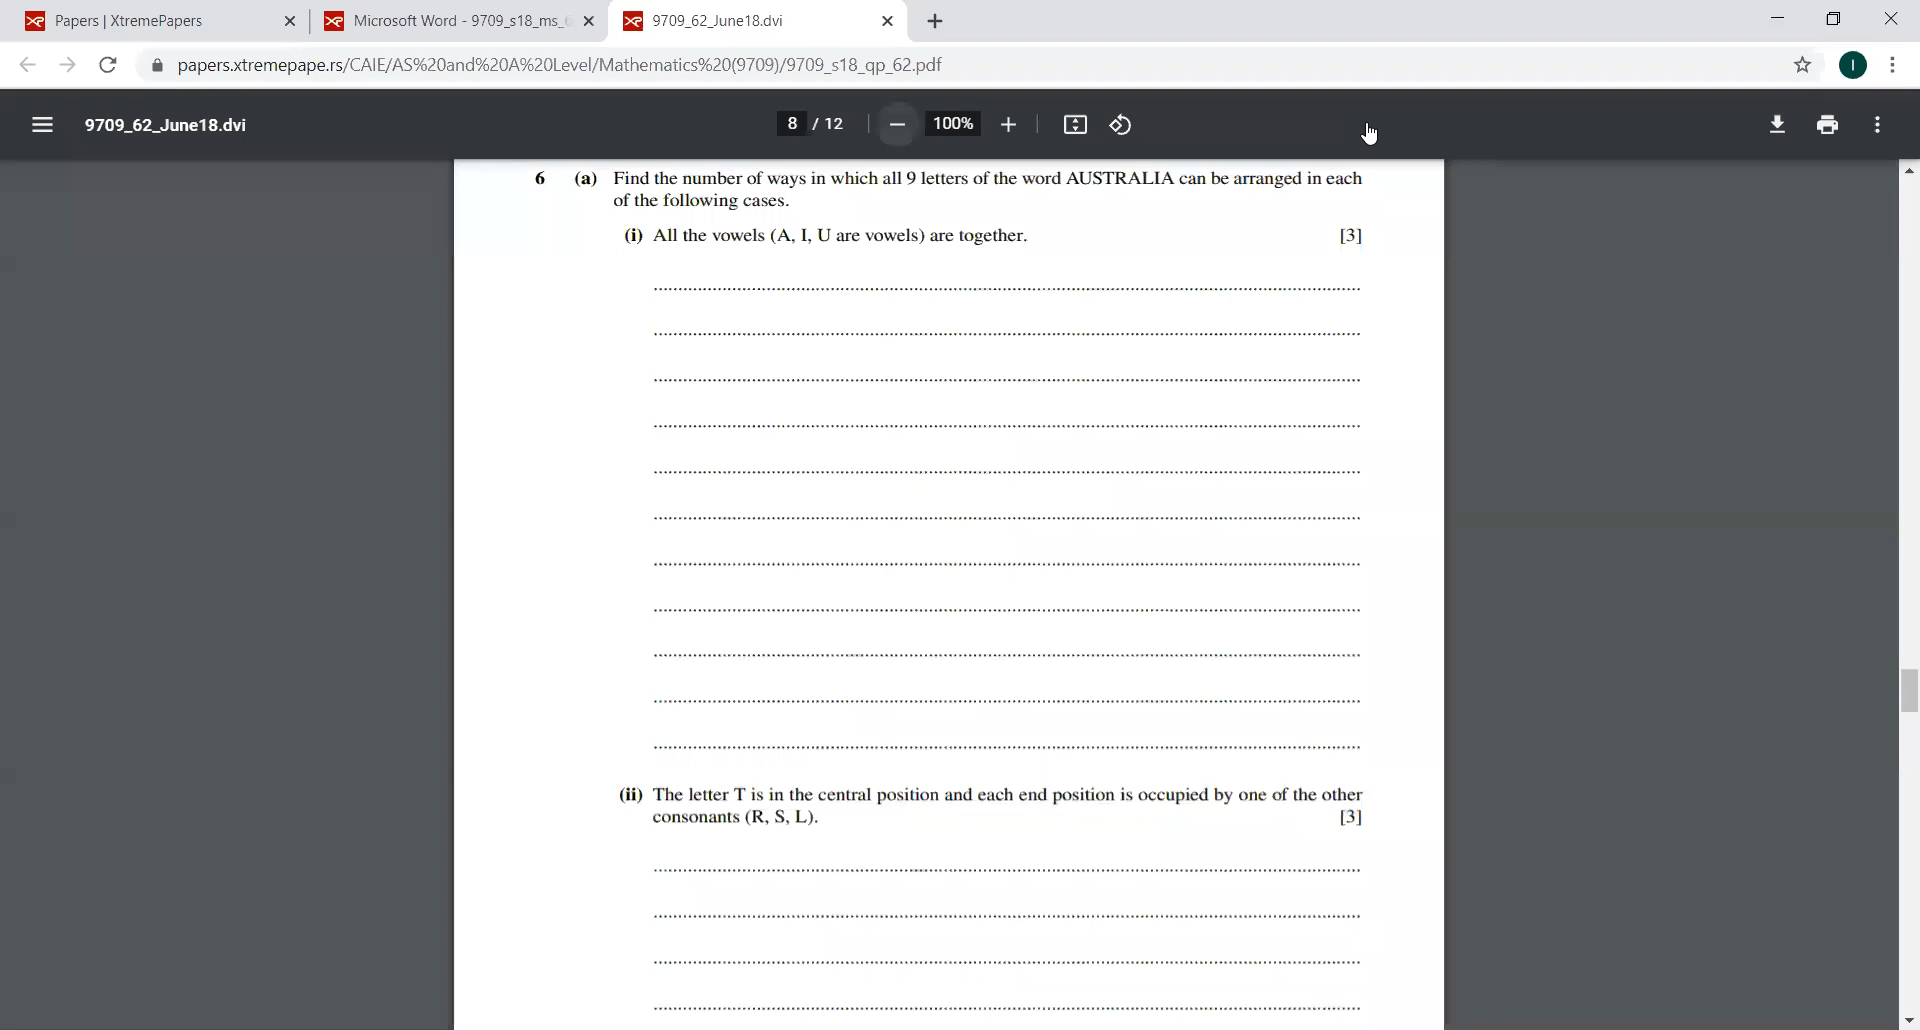 Papers | XtremePapers
Microsoft Word - 9709_s18_ms_
9709_62_June18.dvi
papers.xtremepape.rs/CAIE/AS%20and%20A%20Level/Mathematics%20(9709)/9709_s18_qp_62.pdf
I
9709_62_June18.dvi
8 / 12
100%
6 (a) Find the number of ways in which all 9 letters of the word AUSTRALIA can be arranged in each
of the following cases.
(i) All the vowels (A, I, U are vowels) are together. [3]
(ii) The letter T is in the central position and each end position is occupied by one of the other
consonants (R, S, L). [3]